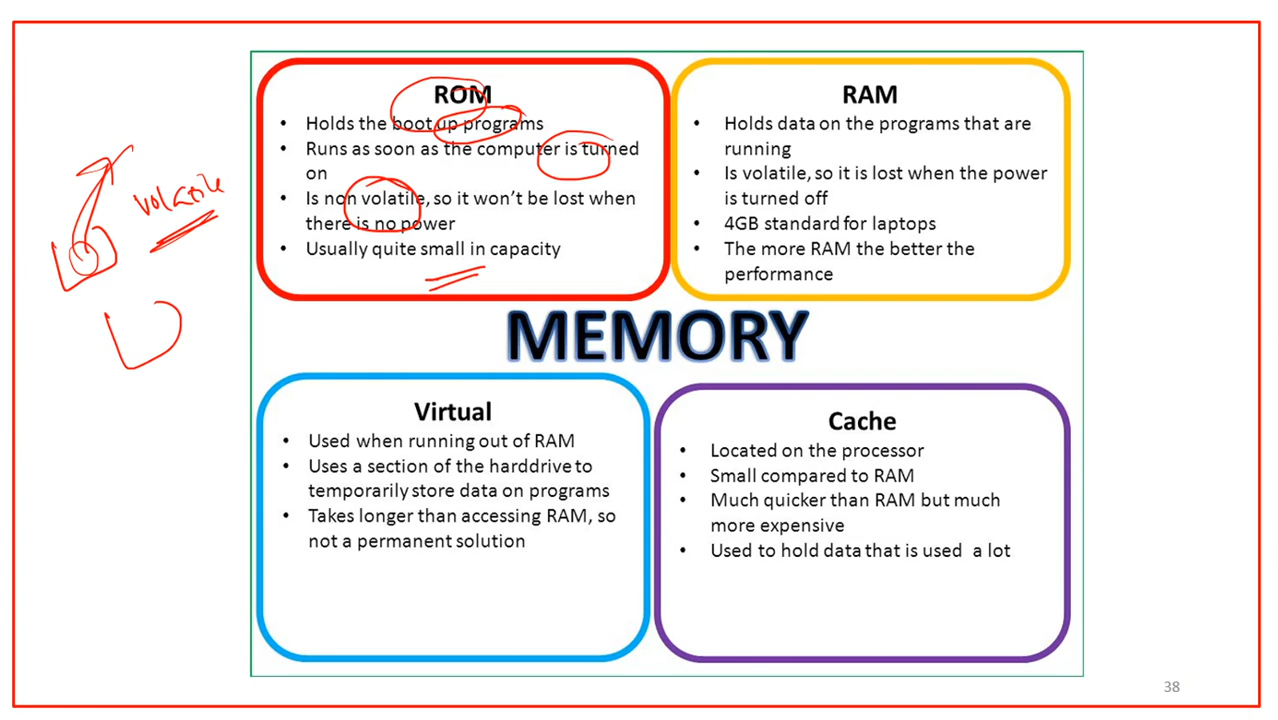 ROM
• Holds the boot up programs
• Runs as soon as the computer is turned
on
• Is non volatile, so it won't be lost when
there is no power
• Usually quite small in capacity
volatile
RAM
• Holds data on the programs that are
running
• Is volatile, so it is lost when the power
is turned off
• 4GB standard for laptops
• The more RAM the better the
performance
MEMORY
Virtual
• Used when running out of RAM
• Uses a section of the harddrive to
temporarily store data on programs
• Takes longer than accessing RAM, so
not a permanent solution
Cache
• Located on the processor
• Small compared to RAM
• Much quicker than RAM but much
more expensive
• Used to hold data that is used a lot
38